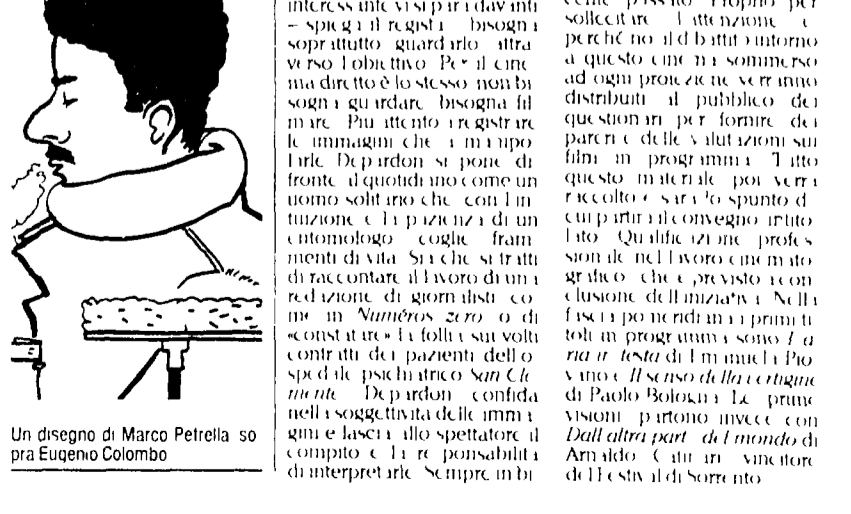 Un disegno di Marco Petrella so
pra Eugenio Colombo
interess
– spiega il regista bisogna
soprattutto guardarlo attra
verso l obiettivo Per il cine
ma diretto è lo stesso non bi
sogna guardare bisogna fil
mare Piu attento a registrare
le immagini che a manipo
larle Depardon si pone di
fronte al quotidiano come un
uomo solitario che con l in
tuizione e la pazienza di un
entomologo coglie fram
menti di vita Sia che si tratti
di raccontare il lavoro di una
redazione di giornalisti co
me in Numéros zero o di
«constatare» la follia sui volti
contratti dei pazienti dell o
spedale psichiatrico San Cle
mente Depardon confida
nella soggettività delle imma
gini e lascia allo spettatore il
compito e la responsabilità
di interpretarle Sempre in bi
come passato Proprio per
sollecitare l attenzione e
perché no il dibattito intorno
a questo cinema sommerso
ad ogni proiezione verranno
distribuiti al pubblico dei
questionari per fornire dei
pareri e delle valutazioni sui
film in programma Tutto
questo materiale poi verrà
raccolto e sarà lo spunto da
cui partirà il convegno intito
lato Qualificazione profes
sionale nel lavoro cinemato
grafico che è previsto a con
clusione dell iniziativa Nella
fascia pomeridiana i primi ti
toli in programma sono
ria in testa di Emanuela Pio
vano e Il senso della vertigine
di Paolo Bologna Le prime
visioni partono invece con
Dall altra parte del mondo di
Arnaldo Catinari vincitore
del Festival di Sorrento